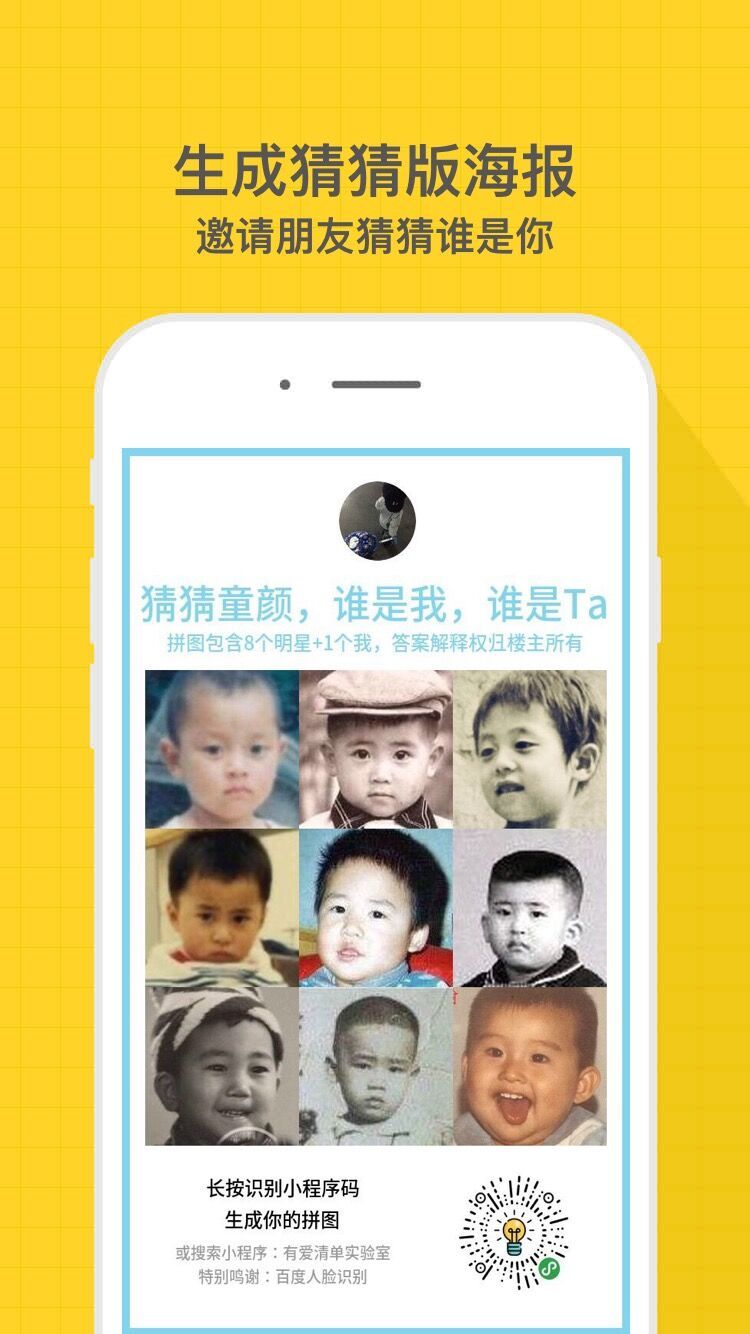 生成猜猜版海报
邀请朋友猜猜谁是你
猜猜童颜，谁是我，谁是Ta
拼图包含8个明星+1个我，答案解释权归楼主所有
长按识别小程序码
生成你的拼图
或搜索小程序：有爱清单实验室
特别鸣谢：百度人脸识别